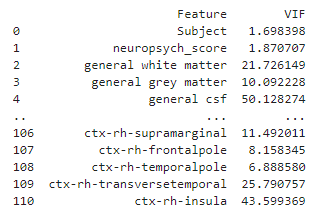 Feature VIF
0 Subject 1.698398
1 neuropsych_score 1.870707
2 general white matter 21.726149
3 general grey matter 10.092228
4 general csf 50.128274
.. ... ...
106 ctx-rh-supramarginal 11.492011
107 ctx-rh-frontalpole 8.158345
108 ctx-rh-temporalpole 6.888580
109 ctx-rh-transversetemporal 25.790757
110 ctx-rh-insula 43.599369